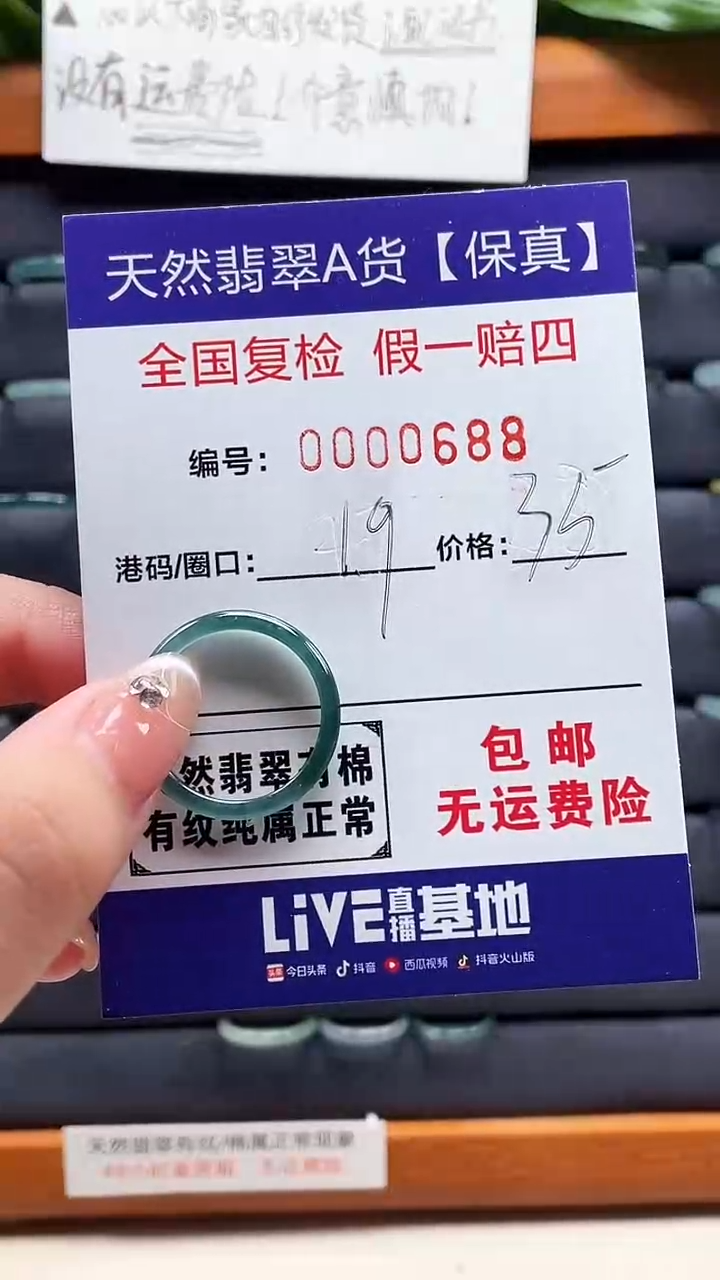 没有运费险！介意慎拍！
天然翡翠A货【保真】
全国复检 假一赔四
编号：0000688
港码/圈口：19 价格：35
然翡翠有棉
有纹纯属正常
包邮
无运费险
LiVE直播基地
头条 今日头条 抖音 西瓜视频 抖音火山版